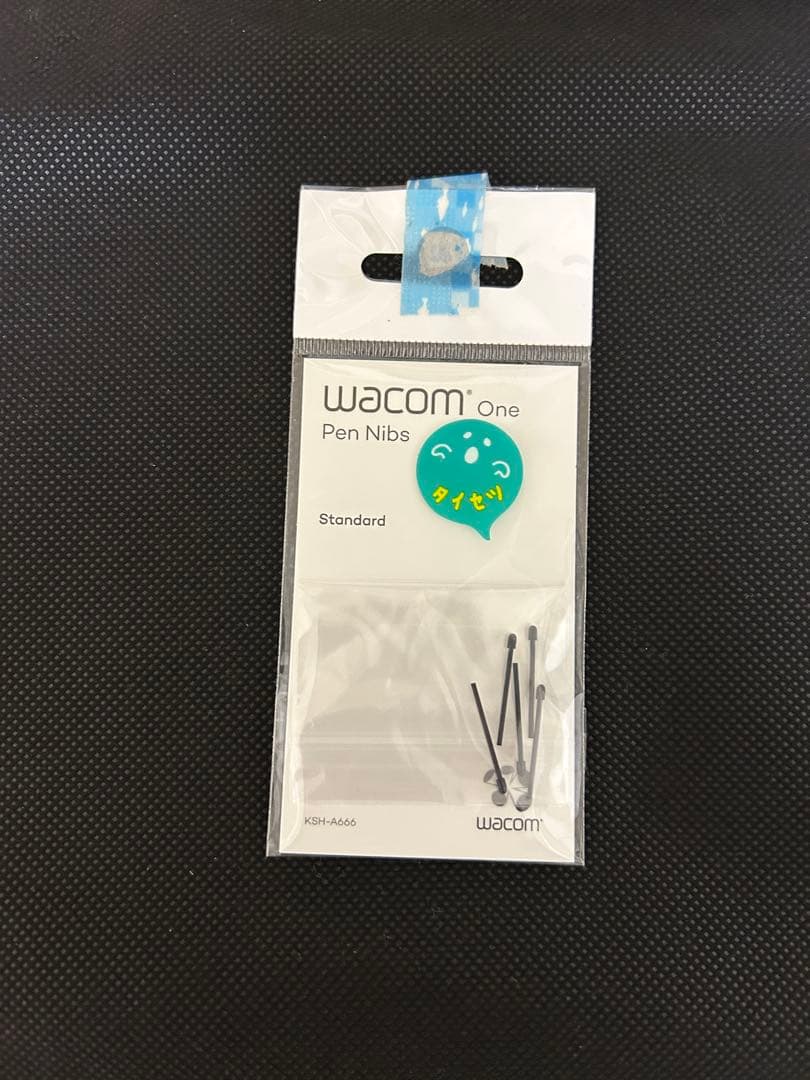 wacom® One
Pen Nibs
タイセツ
Standard
KSH-A666
wacom®